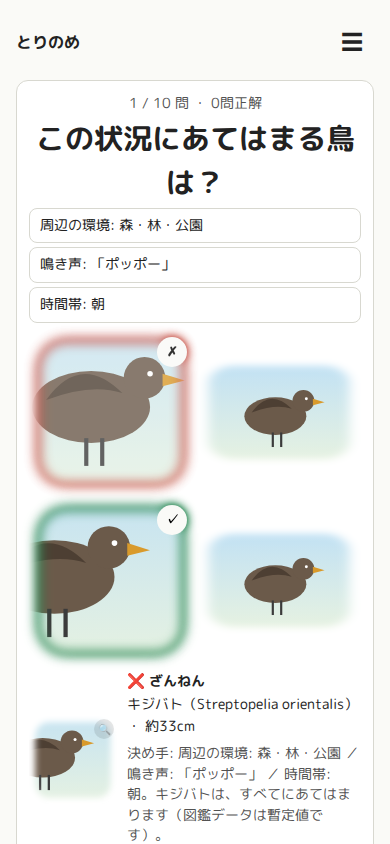 とりのめ
1 / 10 問 ・ 0問正解
この状況にあてはまる鳥
は？
周辺の環境: 森・林・公園
鳴き声: 「ポッポー」
時間帯: 朝
✗
✓
❌ ざんねん
キジバト（Streptopelia orientalis）
・ 約33cm
決め手: 周辺の環境: 森・林・公園 ／
鳴き声: 「ポッポー」 ／ 時間帯:
朝。キジバトは、すべてにあてはま
ります（図鑑データは暫定値で
す）。